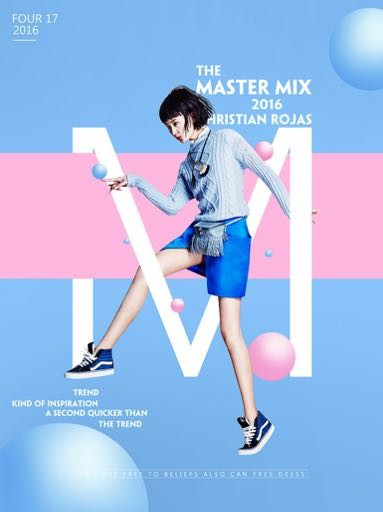 FOUR 17
2016
THE
MASTER MIX
2016
HRISTIAN ROJAS
M
TREND
KIND OF INSPIRATION
A SECOND QUICKER THAN
THE TREND
ARE FREE TO BELIEFS ALSO CAN FREE DRESS